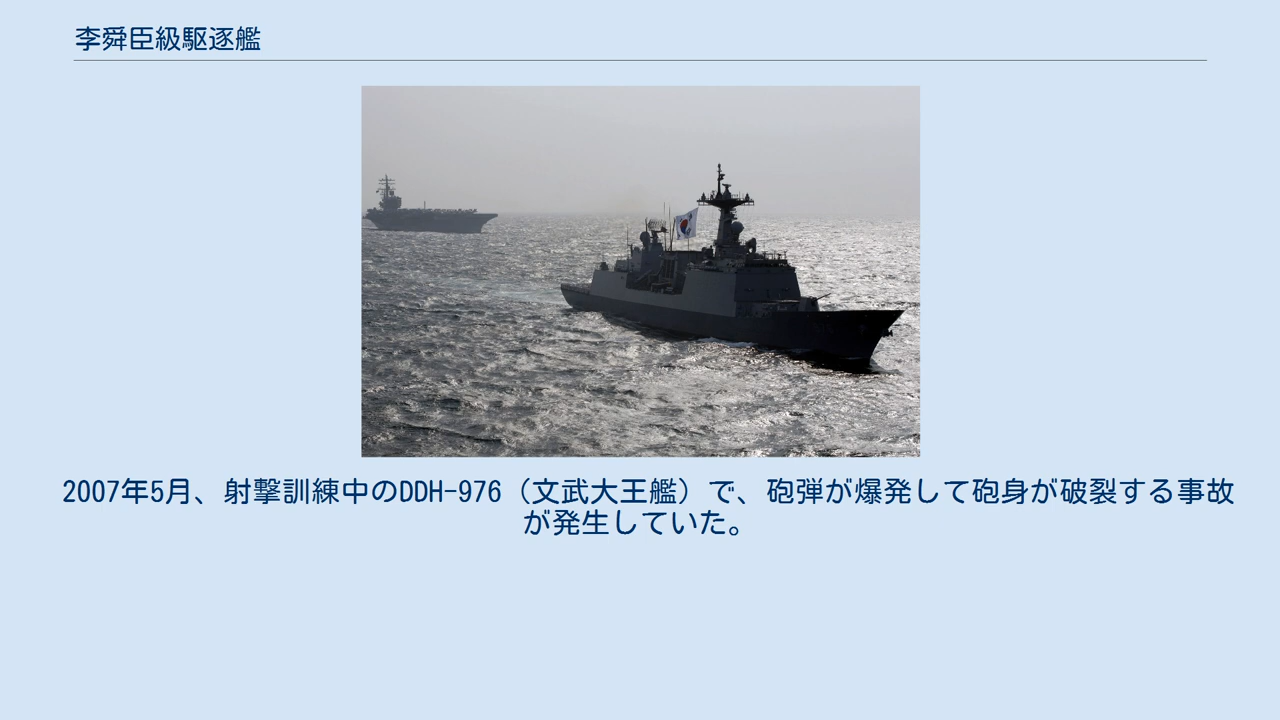 李舜臣級駆逐艦
2007年5月、射撃訓練中のDDH-976（文武大王艦）で、砲弾が爆発して砲身が破裂する事故
が発生していた。